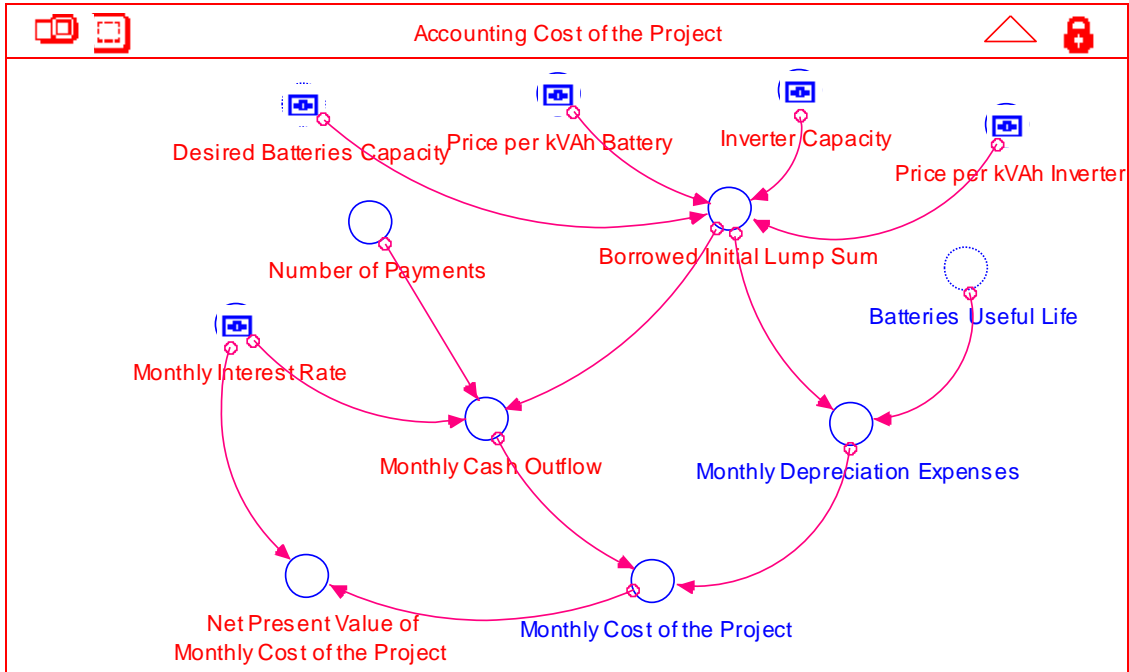 Accounting Cost of the Project
Desired Batteries Capacity
Price per kVAh Battery
Inverter Capacity
Price per kVAh Inverter
Number of Payments
Borrowed Initial Lump Sum
Batteries Useful Life
Monthly Interest Rate
Monthly Cash Outflow
Monthly Depreciation Expenses
Net Present Value of
Monthly Cost of the Project
Monthly Cost of the Project